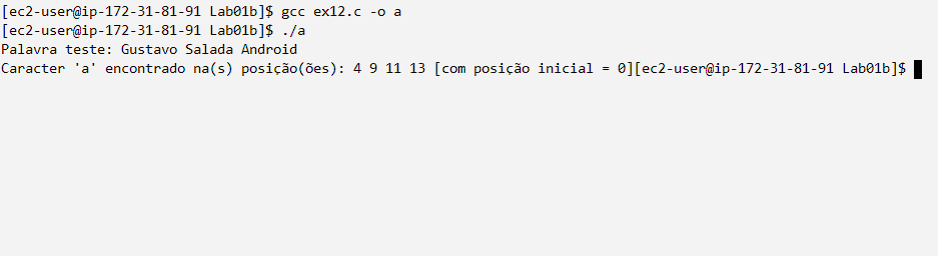 [ec2-user@ip-172-31-81-91 Lab01b]$ gcc ex12.c -o a
[ec2-user@ip-172-31-81-91 Lab01b]$ ./a
Palavra teste: Gustavo Salada Android
Caracter 'a' encontrado na(s) posição(ões): 4 9 11 13 [com posição inicial = 0][ec2-user@ip-172-31-81-91 Lab01b]$